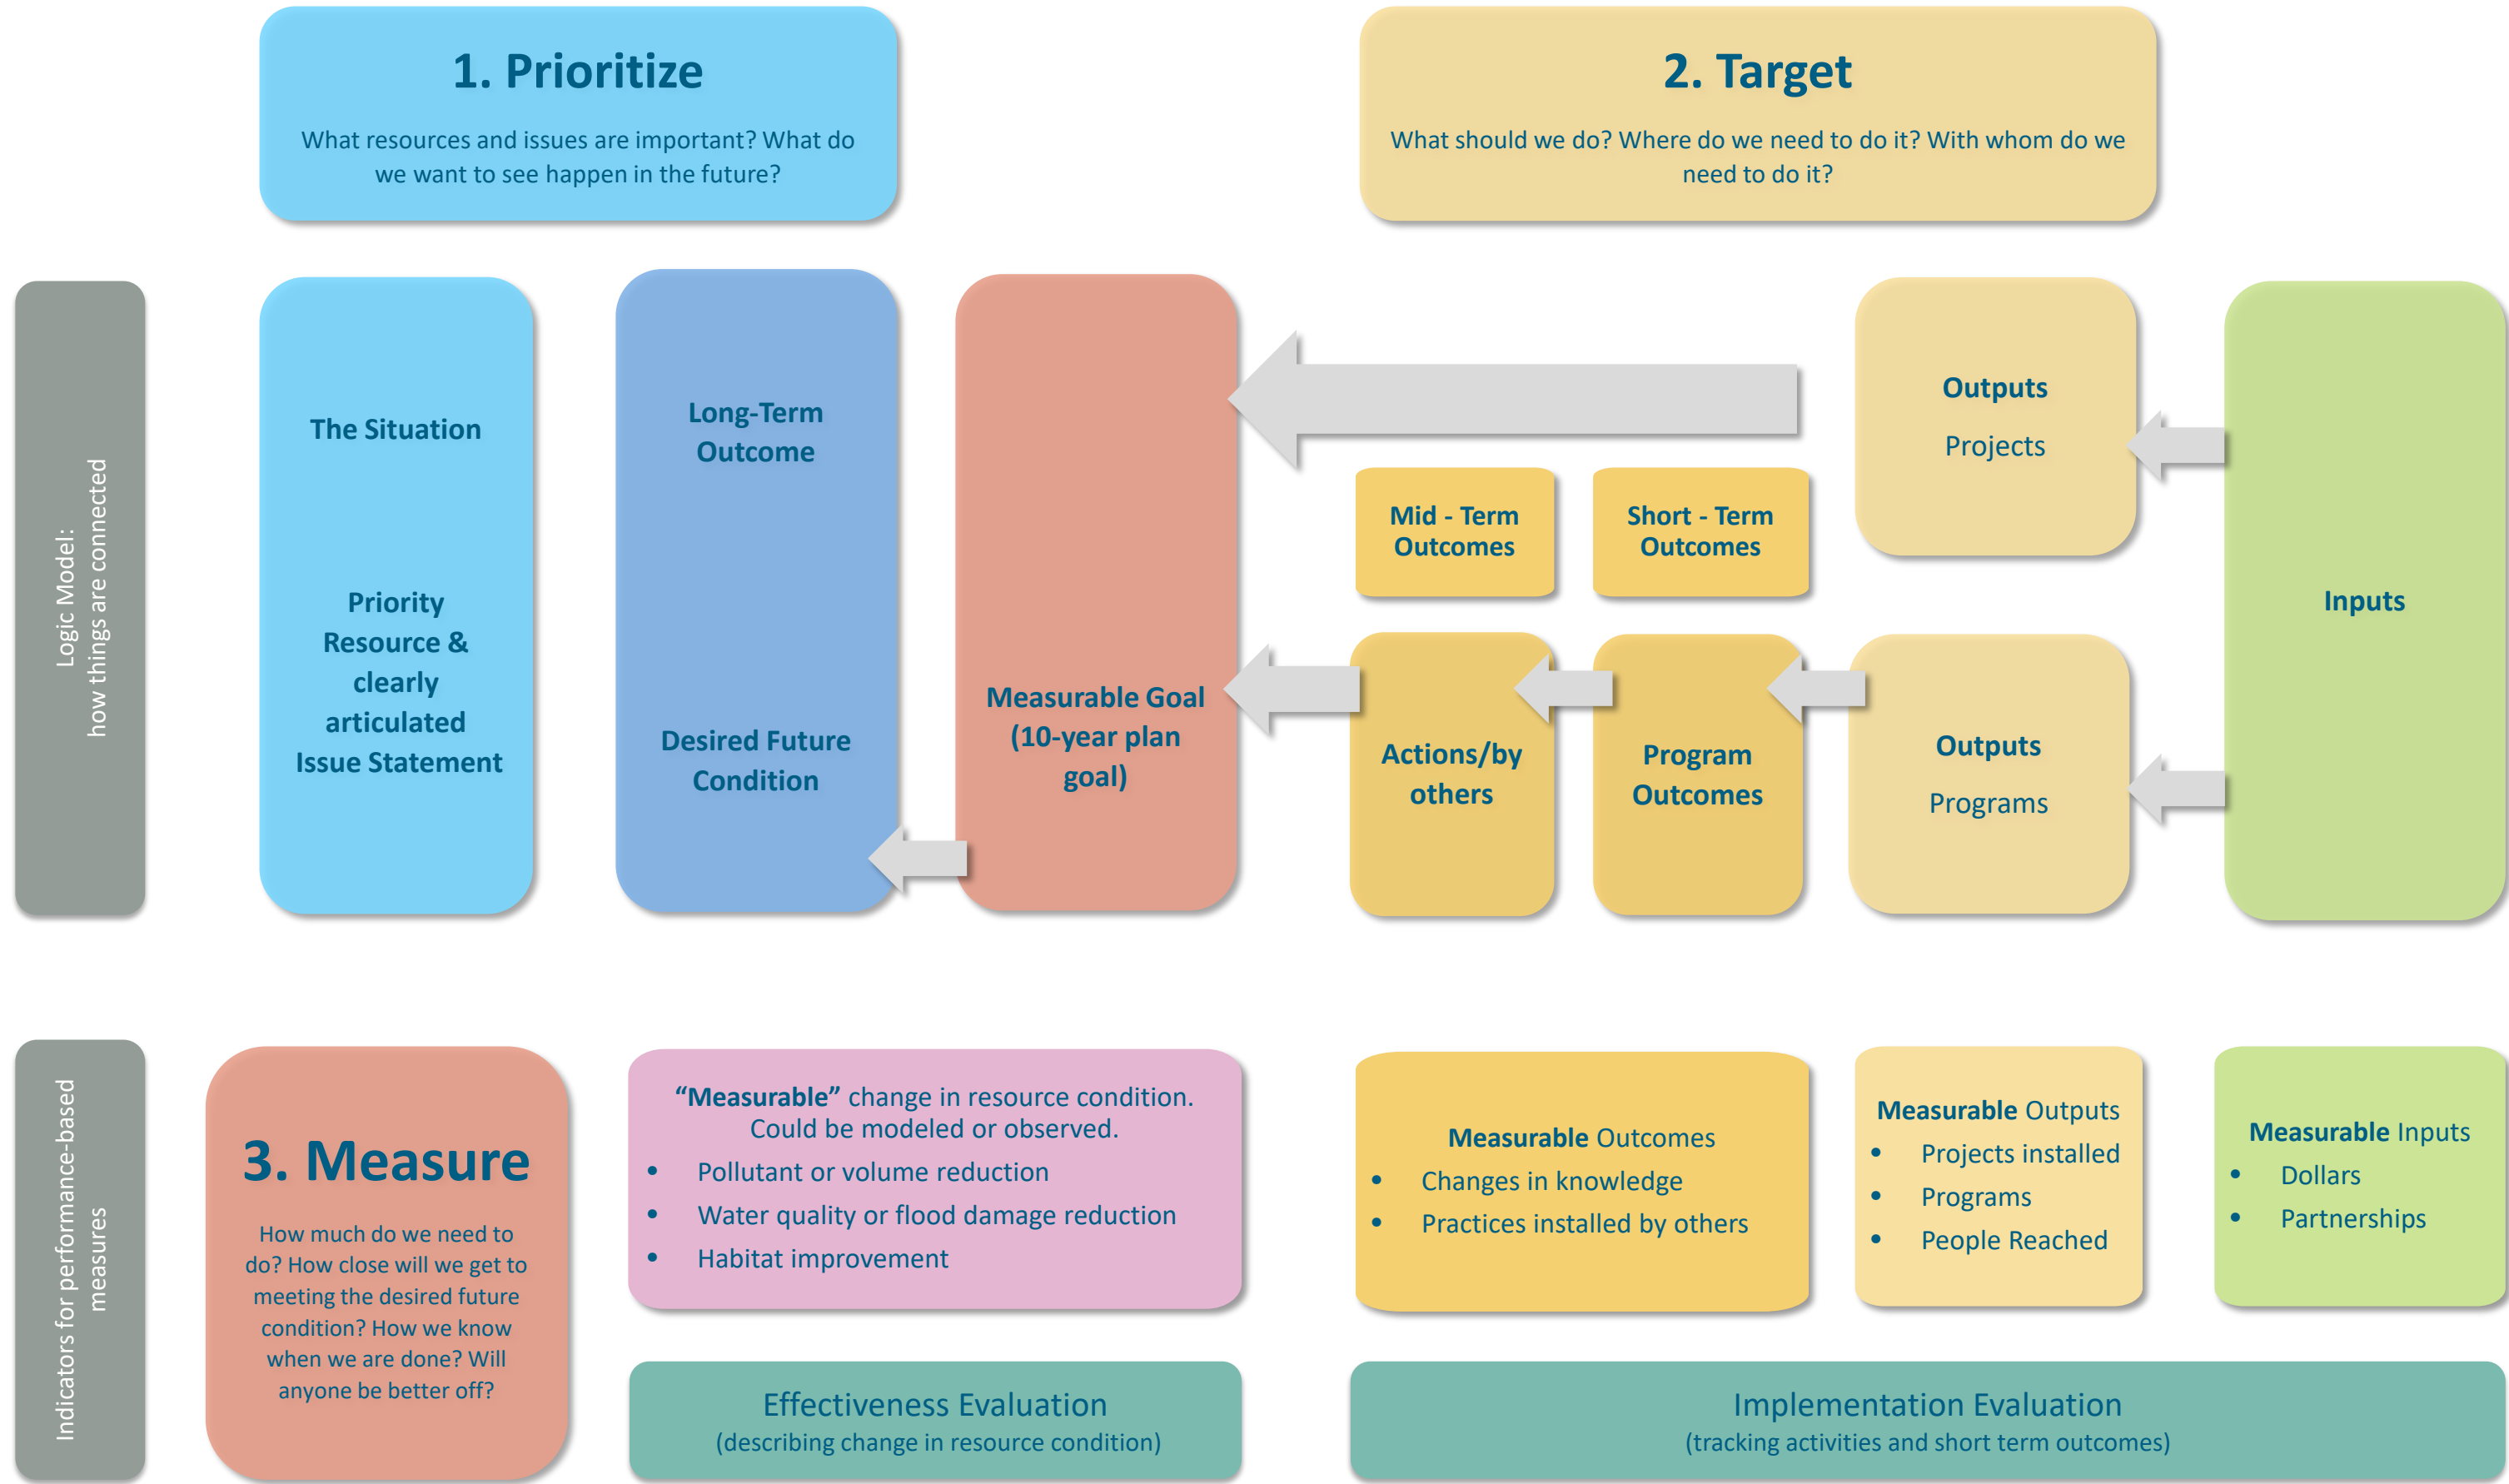 1. Prioritize
What resources and issues are important? What do
we want to see happen in the future?
2. Target
What should we do? Where do we need to do it? With whom do we
need to do it?
Logic Model:
how things are connected
The Situation
Priority
Resource &
clearly
articulated
Issue Statement
Long-Term
Outcome
Desired Future
Condition
Measurable Goal
(10-year plan
goal)
Mid - Term
Outcomes
Short - Term
Outcomes
Actions/by
others
Program
Outcomes
Outputs
Projects
Outputs
Programs
Inputs
Indicators for performance-based
measures
3. Measure
How much do we need to
do? How close will we get to
meeting the desired future
condition? How we know
when we are done? Will
anyone be better off?
“Measurable” change in resource condition.
Could be modeled or observed.
• Pollutant or volume reduction
• Water quality or flood damage reduction
• Habitat improvement
Measurable Outcomes
• Changes in knowledge
• Practices installed by others
Measurable Outputs
• Projects installed
• Programs
• People Reached
Measurable Inputs
• Dollars
• Partnerships
Effectiveness Evaluation
(describing change in resource condition)
Implementation Evaluation
(tracking activities and short term outcomes)